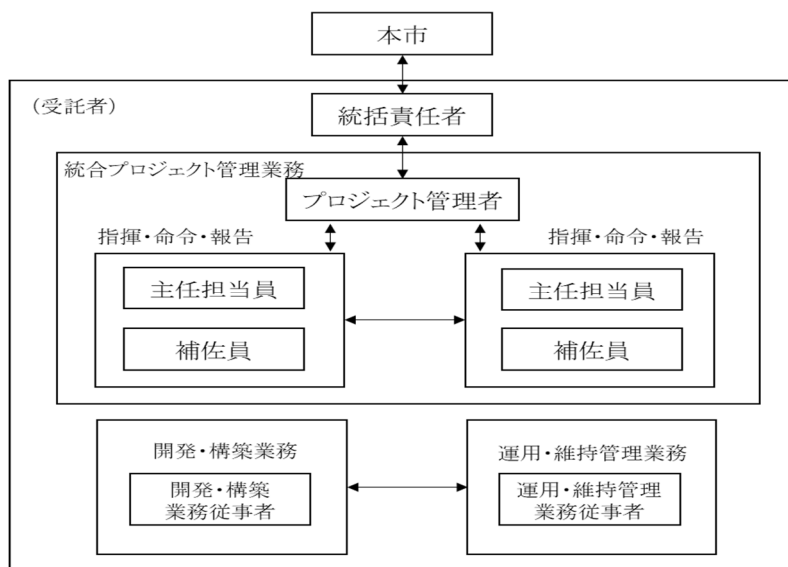 本市
(受託者)
統括責任者
統合プロジェクト管理業務
プロジェクト管理者
指揮・命令・報告
指揮・命令・報告
主任担当員
補佐員
主任担当員
補佐員
開発・構築業務
開発・構築
業務従事者
運用・維持管理業務
運用・維持管理
業務従事者